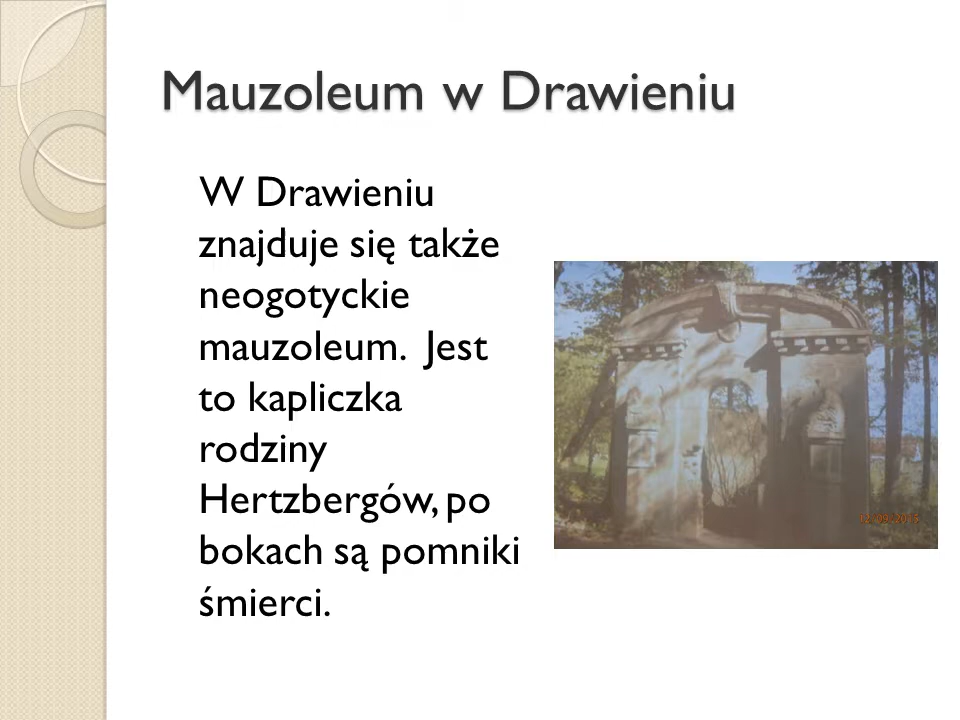 Mauzoleum w Drawieniu
W Drawieniu
znajduje się także
neogotyckie
mauzoleum. Jest
to kapliczka
rodziny
Hertzbergów, po
bokach są pomniki
śmierci.